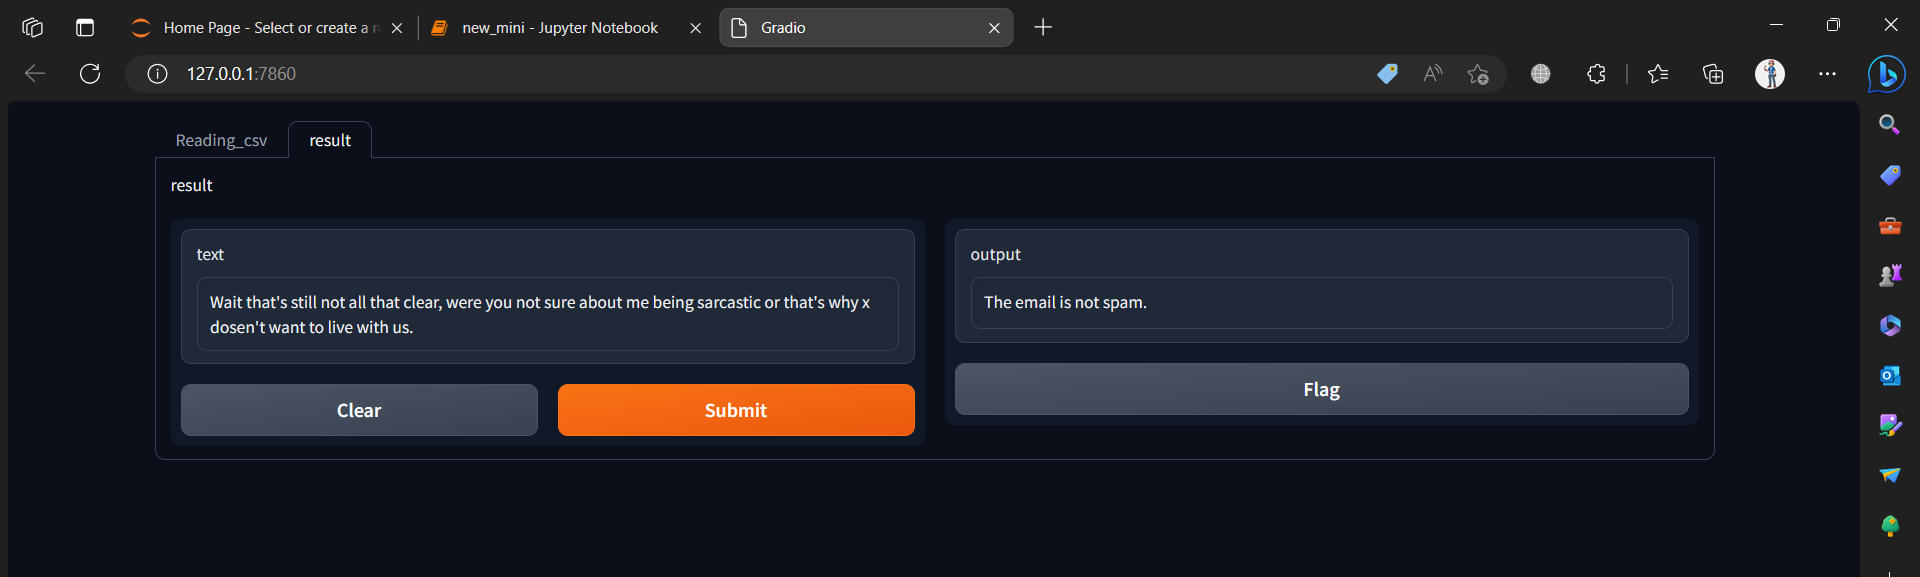 Home Page - Select or create a n
new_mini - Jupyter Notebook
Gradio
127.0.0.1:7860
Reading_csv
result
result
text
Wait that's still not all that clear, were you not sure about me being sarcastic or that's why x
dosen't want to live with us.
Clear
Submit
output
The email is not spam.
Flag